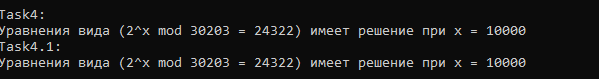 Task4:
Уравнения вида (2^x mod 30203 = 24322) имеет решение при x = 10000
Task4.1:
Уравнения вида (2^x mod 30203 = 24322) имеет решение при x = 10000